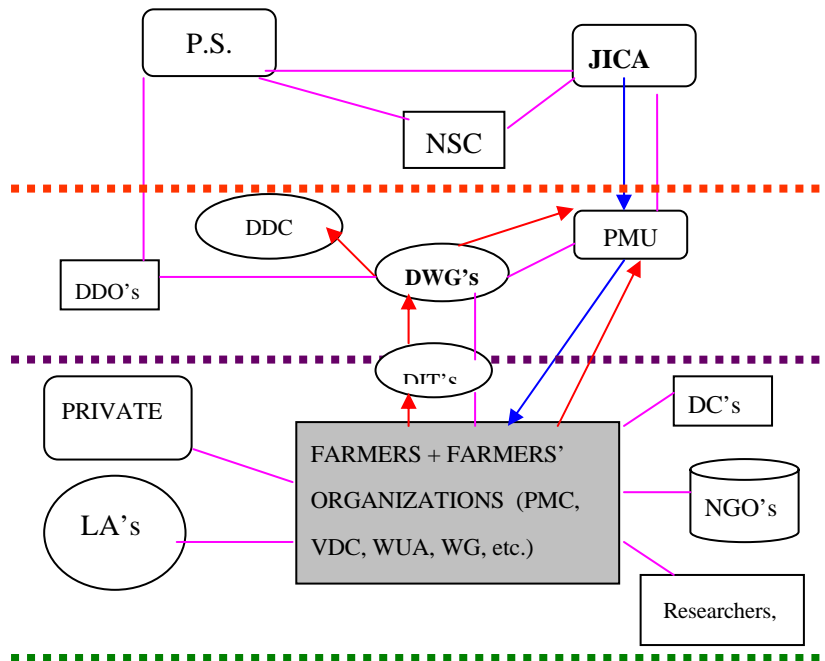 P.S.
JICA
NSC
DDC
PMU
DWG's
DDO's
DIT's
PRIVATE
DC's
FARMERS + FARMERS’
ORGANIZATIONS (PMC,
VDC, WUA, WG, etc.)
NGO's
LA's
Researchers,